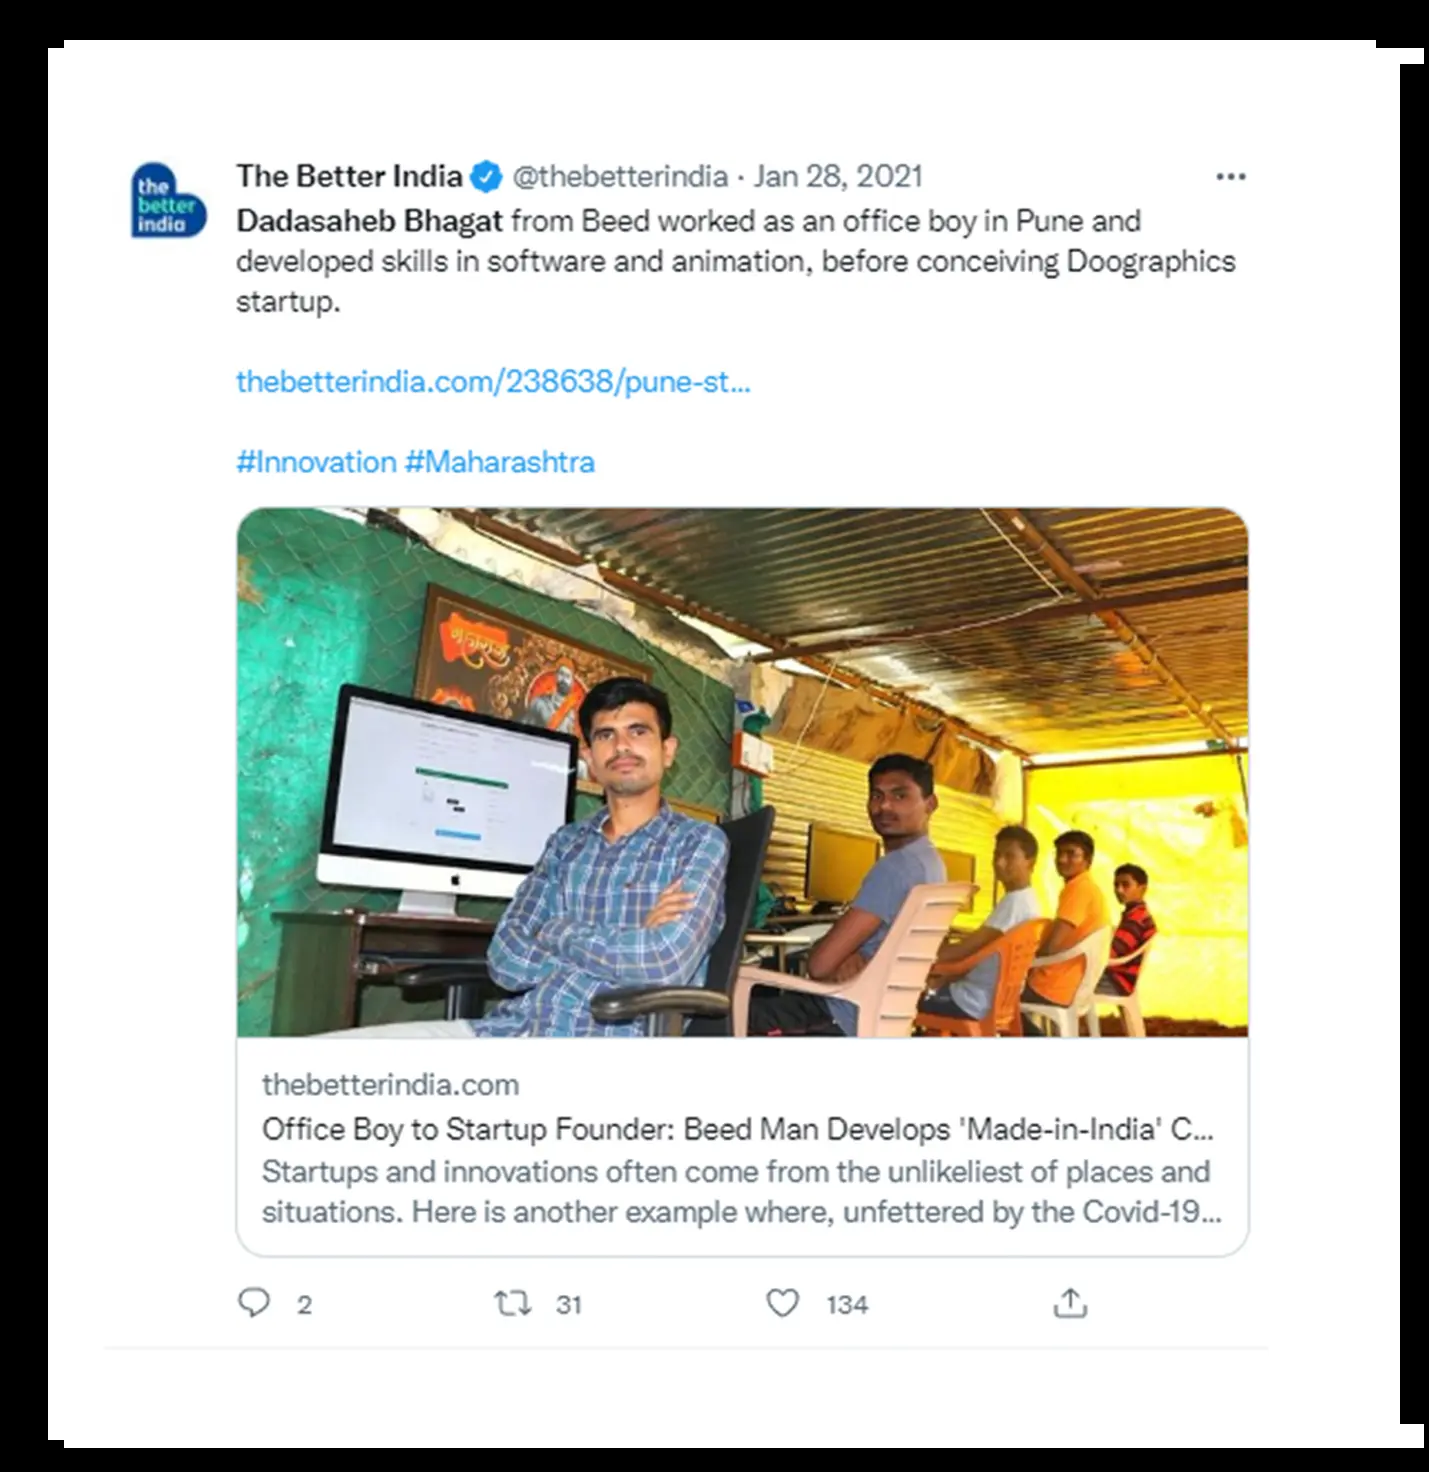 the
better
india
The Better India @thebetterindia · Jan 28, 2021
Dadasaheb Bhagat from Beed worked as an office boy in Pune and
developed skills in software and animation, before conceiving Doographics
startup.
thebetterindia.com/238638/pune-st...
#Innovation #Maharashtra
महाराज
thebetterindia.com
Office Boy to Startup Founder: Beed Man Develops 'Made-in-India' C...
Startups and innovations often come from the unlikeliest of places and
situations. Here is another example where, unfettered by the Covid-19...
2
31
134